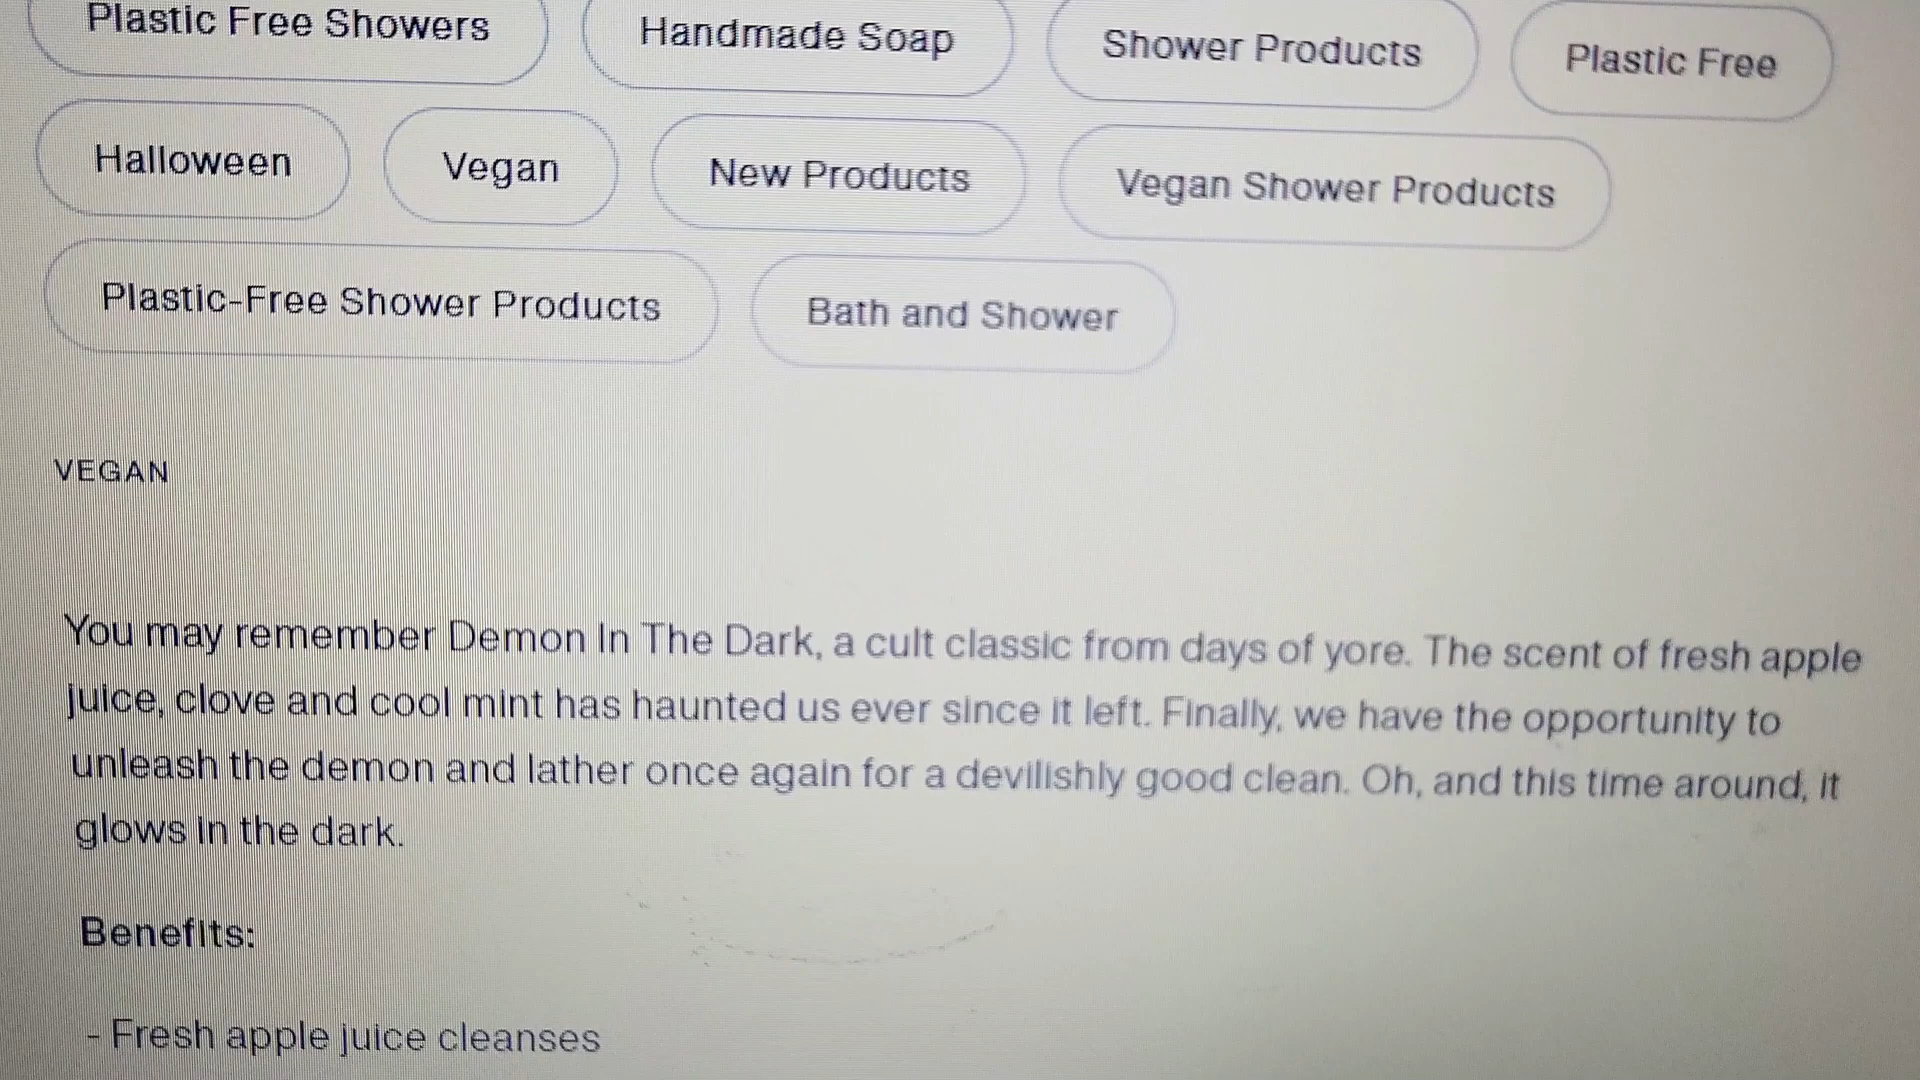 Plastic Free Showers Handmade Soap Shower Products Plastic Free
Halloween Vegan New Products Vegan Shower Products
Plastic-Free Shower Products Bath and Shower
VEGAN
You may remember Demon In The Dark, a cult classic from days of yore. The scent of fresh apple
juice, clove and cool mint has haunted us ever since it left. Finally, we have the opportunity to
unleash the demon and lather once again for a devilishly good clean. Oh, and this time around, it
glows in the dark.
Benefits:
- Fresh apple juice cleanses